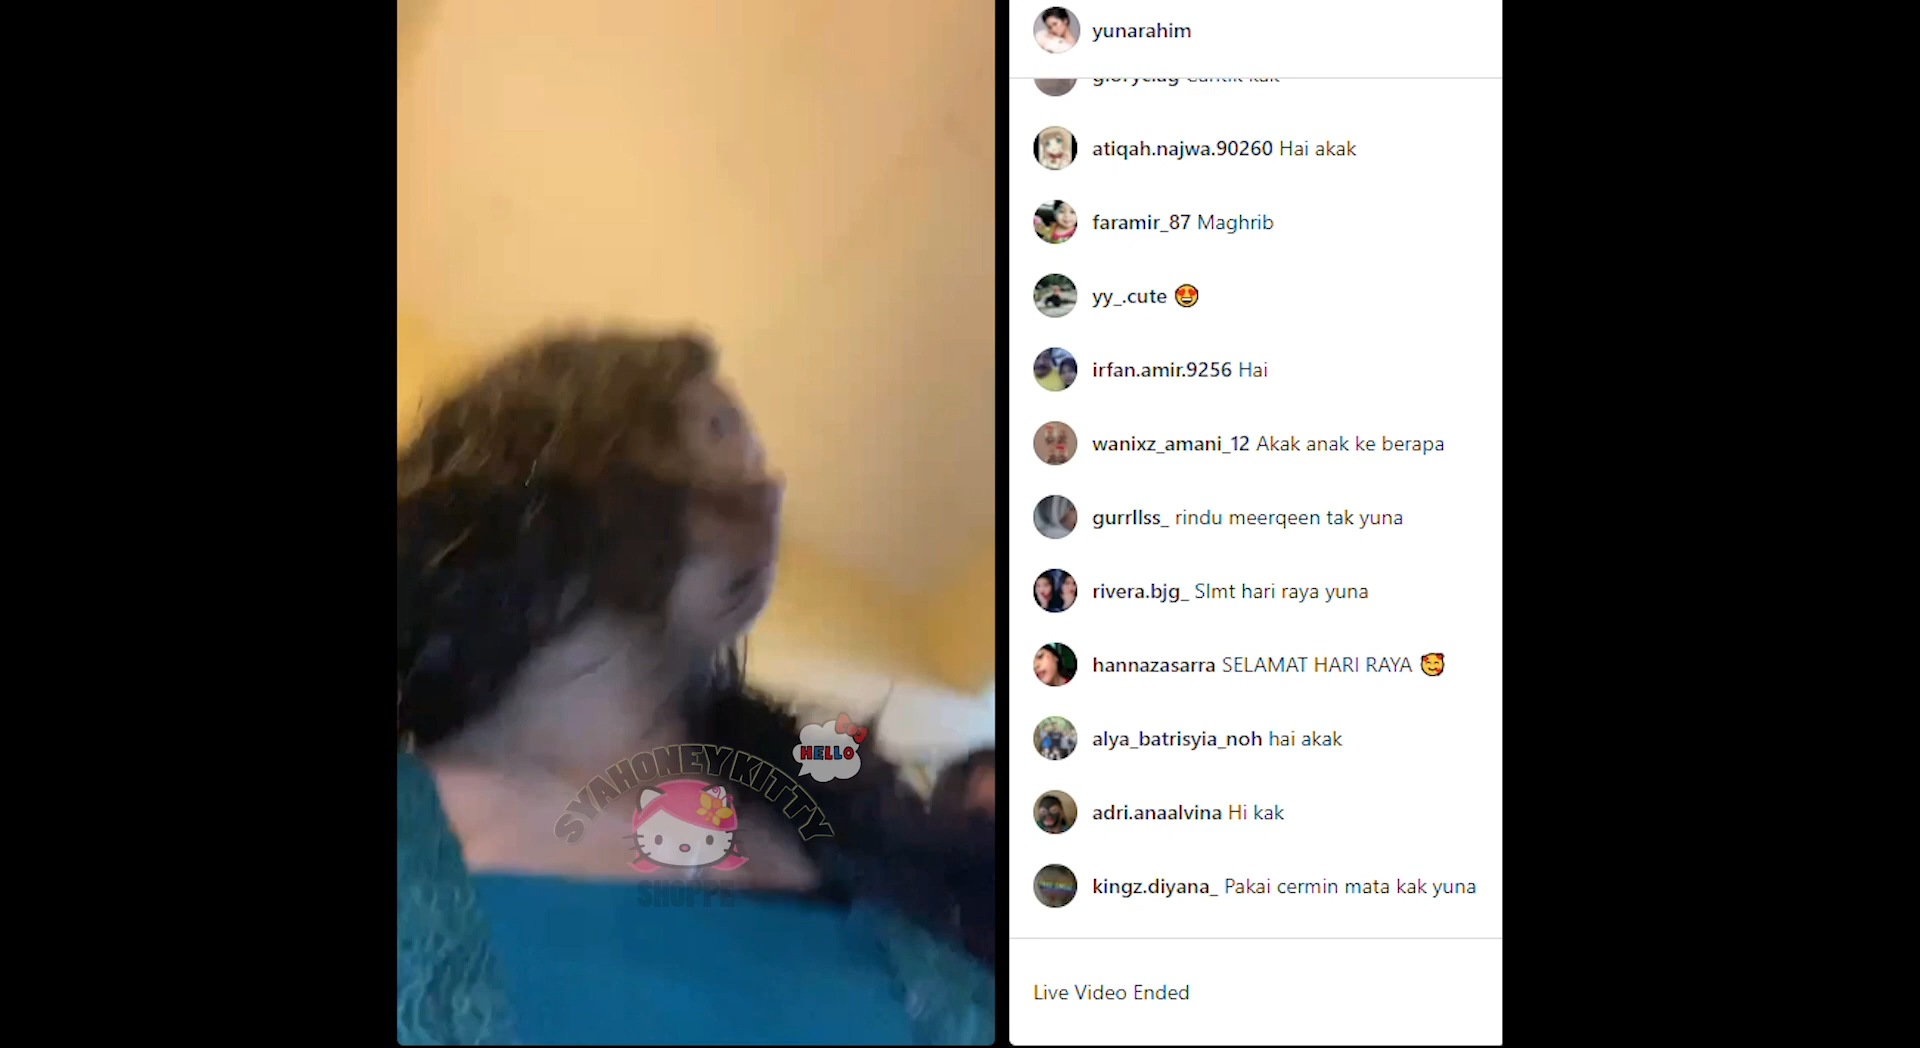 yunarahim
atiqah.najwa.90260 Hai akak
faramir_87 Maghrib
yy_.cute 😍
irfan.amir.9256 Hai
wanixz_amani_12 Akak anak ke berapa
gurrllss_ rindu meerqeen tak yuna
rivera.bjg_ Slmt hari raya yuna
hannazasarra SELAMAT HARI RAYA 🥰
alya_batrisyia_noh hai akak
adri.anaalvina Hi kak
kingz.diyana_ Pakai cermin mata kak yuna
Live Video Ended
HELLO
SYAHONEYKITTY
SHOPPE